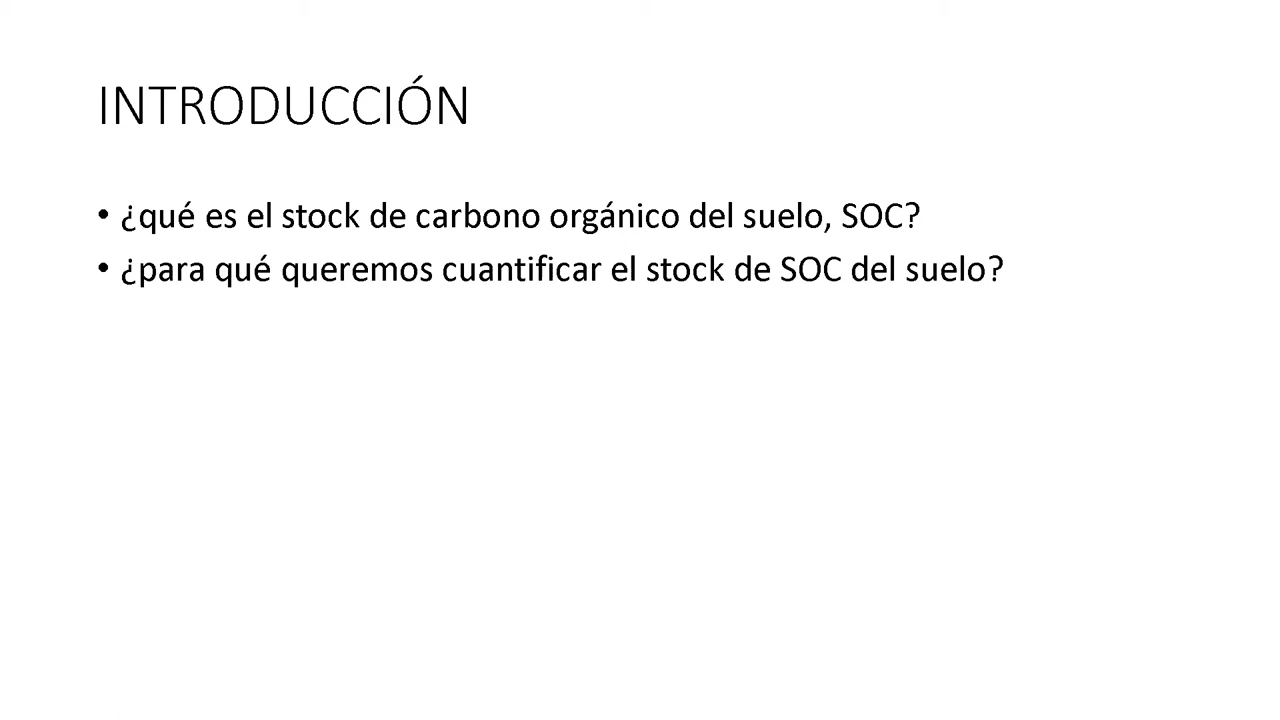 INTRODUCCIÓN
• ¿qué es el stock de carbono orgánico del suelo, SOC?
• ¿para qué queremos cuantificar el stock de SOC del suelo?